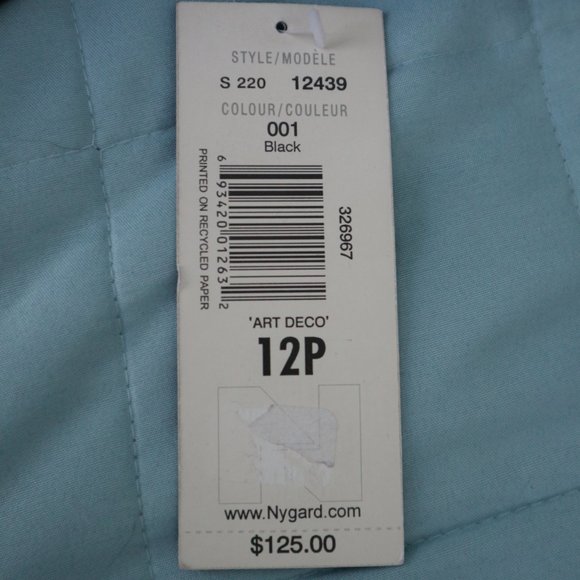 STYLE/MODÈLE
S 220 12439
COLOUR/COULEUR
001
Black
PRINTED ON RECYCLED PAPER
6 93420 01263 2
326967
'ART DECO'
12P
N
www.Nygard.com
$125.00